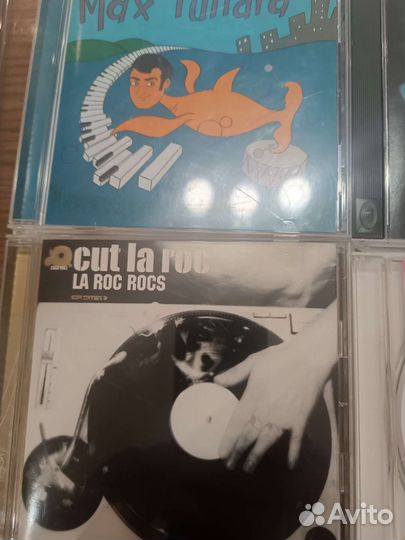 Max Tundra
cut la roc
LA ROC ROCS
Avito